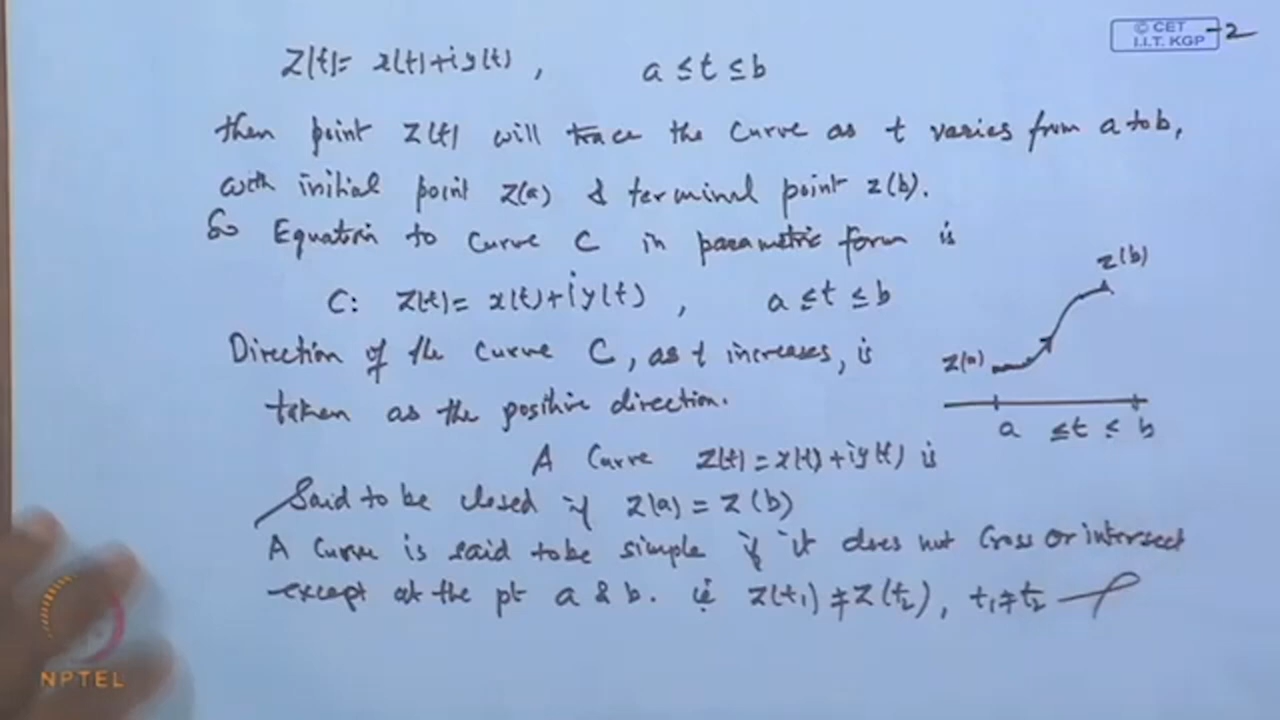 © CET
I.I.T. KGP
-2
Z(t) = x(t)+iy(t), a ≤ t ≤ b
then point z(t) will trace the curve as t varies from a to b,
with initial point z(a) & terminal point z(b).
So Equation to curve C in parametric form is
C: z(t) = x(t)+iy(t), a ≤ t ≤ b
z(b)
Direction of the curve C, as t increases, is
z(a)
taken as the positive direction.
a ≤ t ≤ b
A Curve z(t) = x(t)+iy(t) is
said to be closed if z(a) = z(b)
A curve is said to be simple if it does not cross or intersect
except at the pt a & b. ie z(t₁) ≠ z(t₂), t₁ ≠ t₂
NPTEL